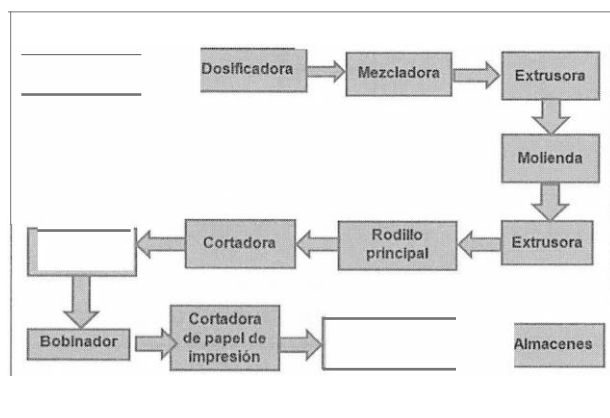 Dosificadora
Mezcladora
Extrusora
Molienda
Extrusora
Rodillo
principal
Cortadora
Bobinador
Cortadora
de papel de
impresión
Almacenes